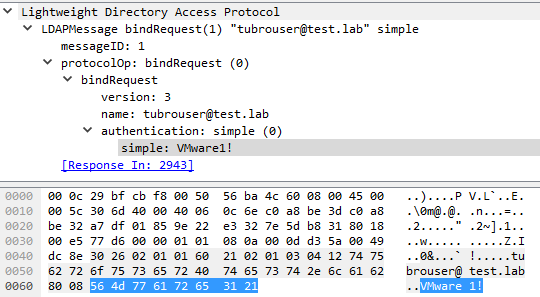 Lightweight Directory Access Protocol
LDAPMessage bindRequest(1) "tubrouser@test.lab" simple
messageID: 1
protocolOp: bindRequest (0)
bindRequest
version: 3
name: tubrouser@test.lab
authentication: simple (0)
simple: VMware1!
[Response In: 2943]
0000 00 0c 29 bf cb f8 00 50 56 ba 4c 60 08 00 45 00 ..)....P V.L`..E.
0010 00 5c 30 6d 40 00 40 06 0c 6e c0 a8 be 3d c0 a8 .\0m@.@. .n...=..
0020 be 32 a7 df 01 85 9e 22 e3 32 7e 5d b8 31 80 18 .2....." .2~].1..
0030 00 e5 77 d6 00 00 01 01 08 0a 00 0d d3 5a 00 49 ..w..... .....Z.I
0040 dc 8e 30 26 02 01 01 60 21 02 01 03 04 12 74 75 ..0&...` !.....tu
0050 62 72 6f 75 73 65 72 40 74 65 73 74 2e 6c 61 62 brouser@ test.lab
0060 80 08 56 4d 77 61 72 65 31 21 ..VMware 1!